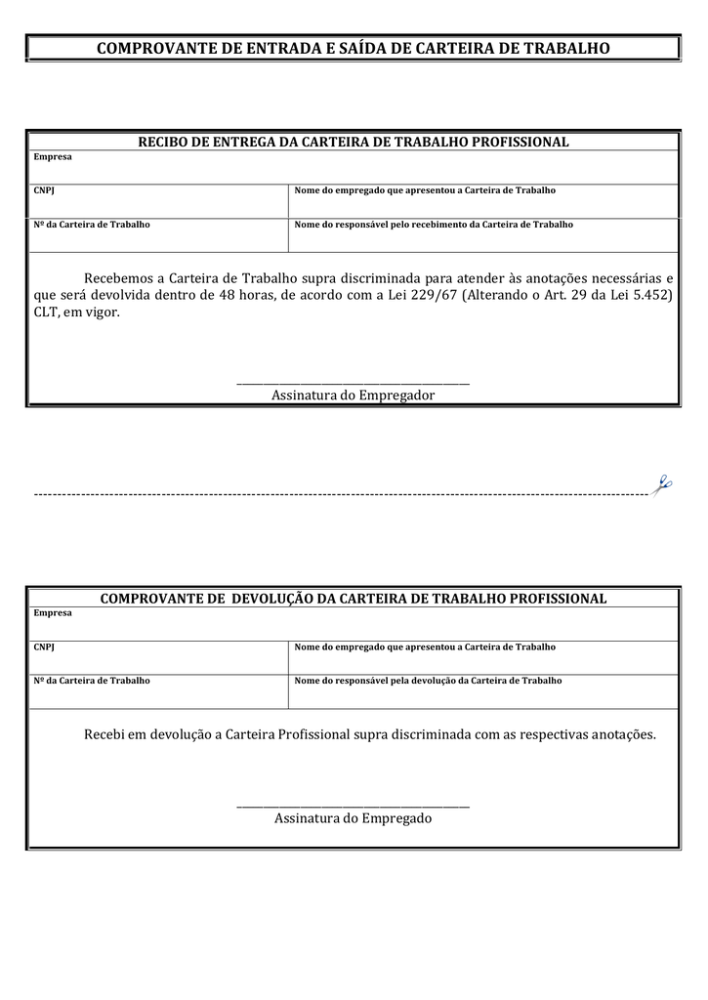 COMPROVANTE DE ENTRADA E SAÍDA DE CARTEIRA DE TRABALHO
RECIBO DE ENTREGA DA CARTEIRA DE TRABALHO PROFISSIONAL
Empresa
CNPJ
Nome do empregado que apresentou a Carteira de Trabalho
Nº da Carteira de Trabalho
Nome do responsável pelo recebimento da Carteira de Trabalho
Recebemos a Carteira de Trabalho supra discriminada para atender às anotações necessárias e
que será devolvida dentro de 48 horas, de acordo com a Lei 229/67 (Alterando o Art. 29 da Lei 5.452)
CLT, em vigor.
Assinatura do Empregador
COMPROVANTE DE DEVOLUÇÃO DA CARTEIRA DE TRABALHO PROFISSIONAL
Empresa
CNPJ
Nome do empregado que apresentou a Carteira de Trabalho
Nº da Carteira de Trabalho
Nome do responsável pela devolução da Carteira de Trabalho
Recebi em devolução a Carteira Profissional supra discriminada com as respectivas anotações.
Assinatura do Empregado